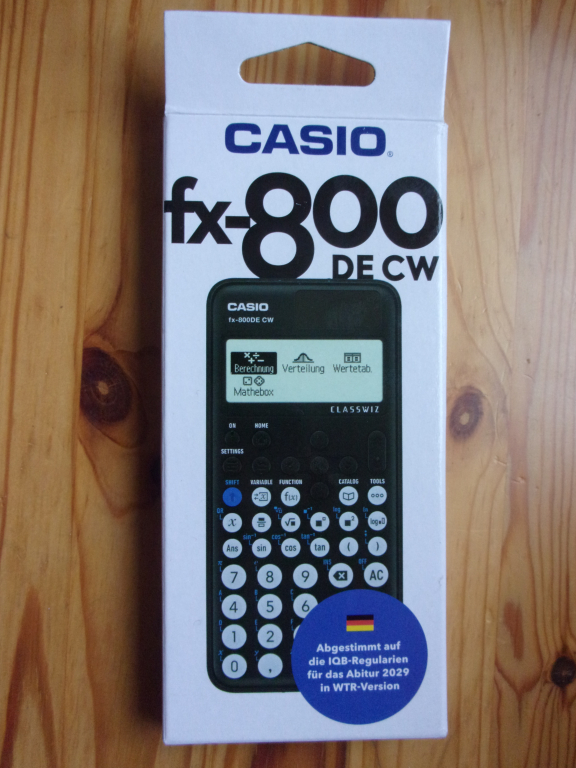 CASIO
fx-800
DE CW
CASIO
fx-800DE CW
Berechnung Verteilung Wertetab.
Mathebox
CLASSWIZ
ON HOME
SETTINGS
SHIFT VARIABLE FUNCTION CATALOG TOOLS
f(x)
x
Ans sin cos tan ( )
7 8 9 AC
4 5 6
1 2
0 ,
Abgestimmt auf
die IQB-Regularien
für das Abitur 2029
in WTR-Version